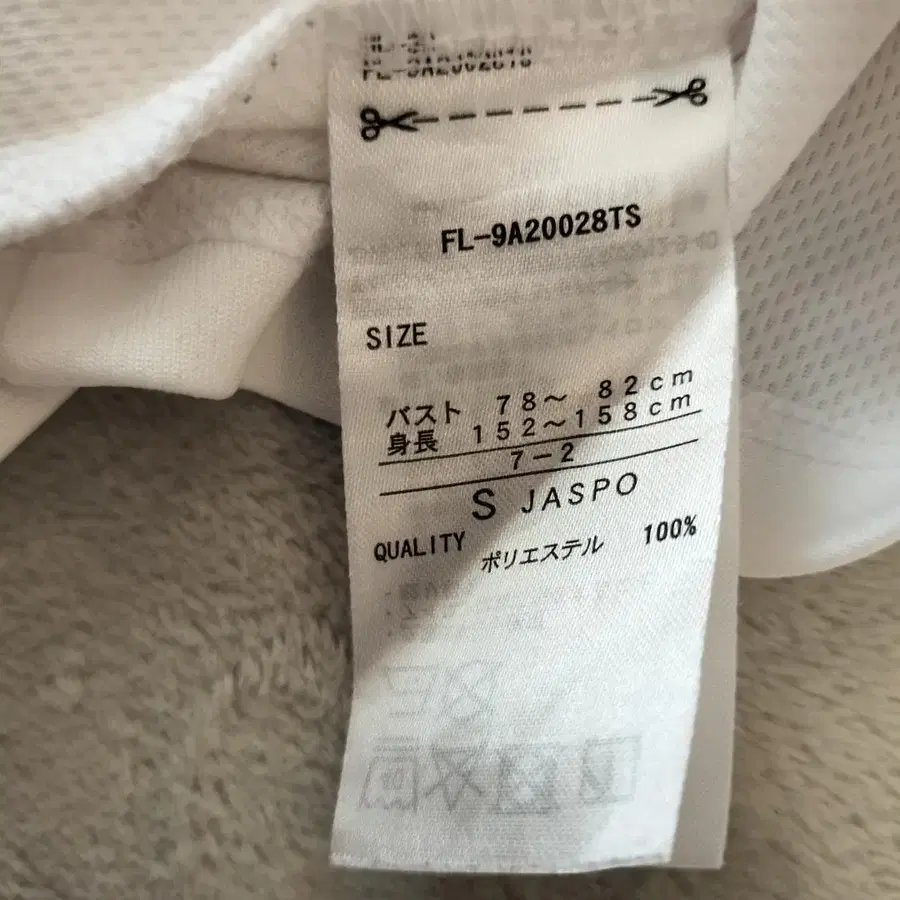 FL-9A20028TS
SIZE
バスト 78～ 82cm
身長 152～158cm
7-2
S JASPO
QUALITY ポリエステル 100%